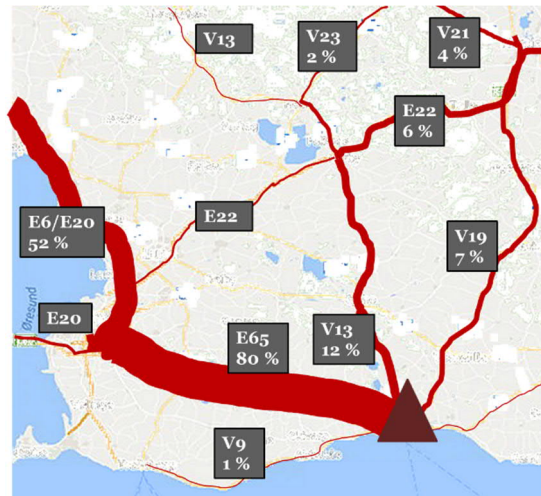 V13
V23
2 %
V21
4 %
E22
6 %
E6/E20
52 %
E22
V19
7 %
Øresund
E20
E65
80 %
V13
12 %
V9
1 %